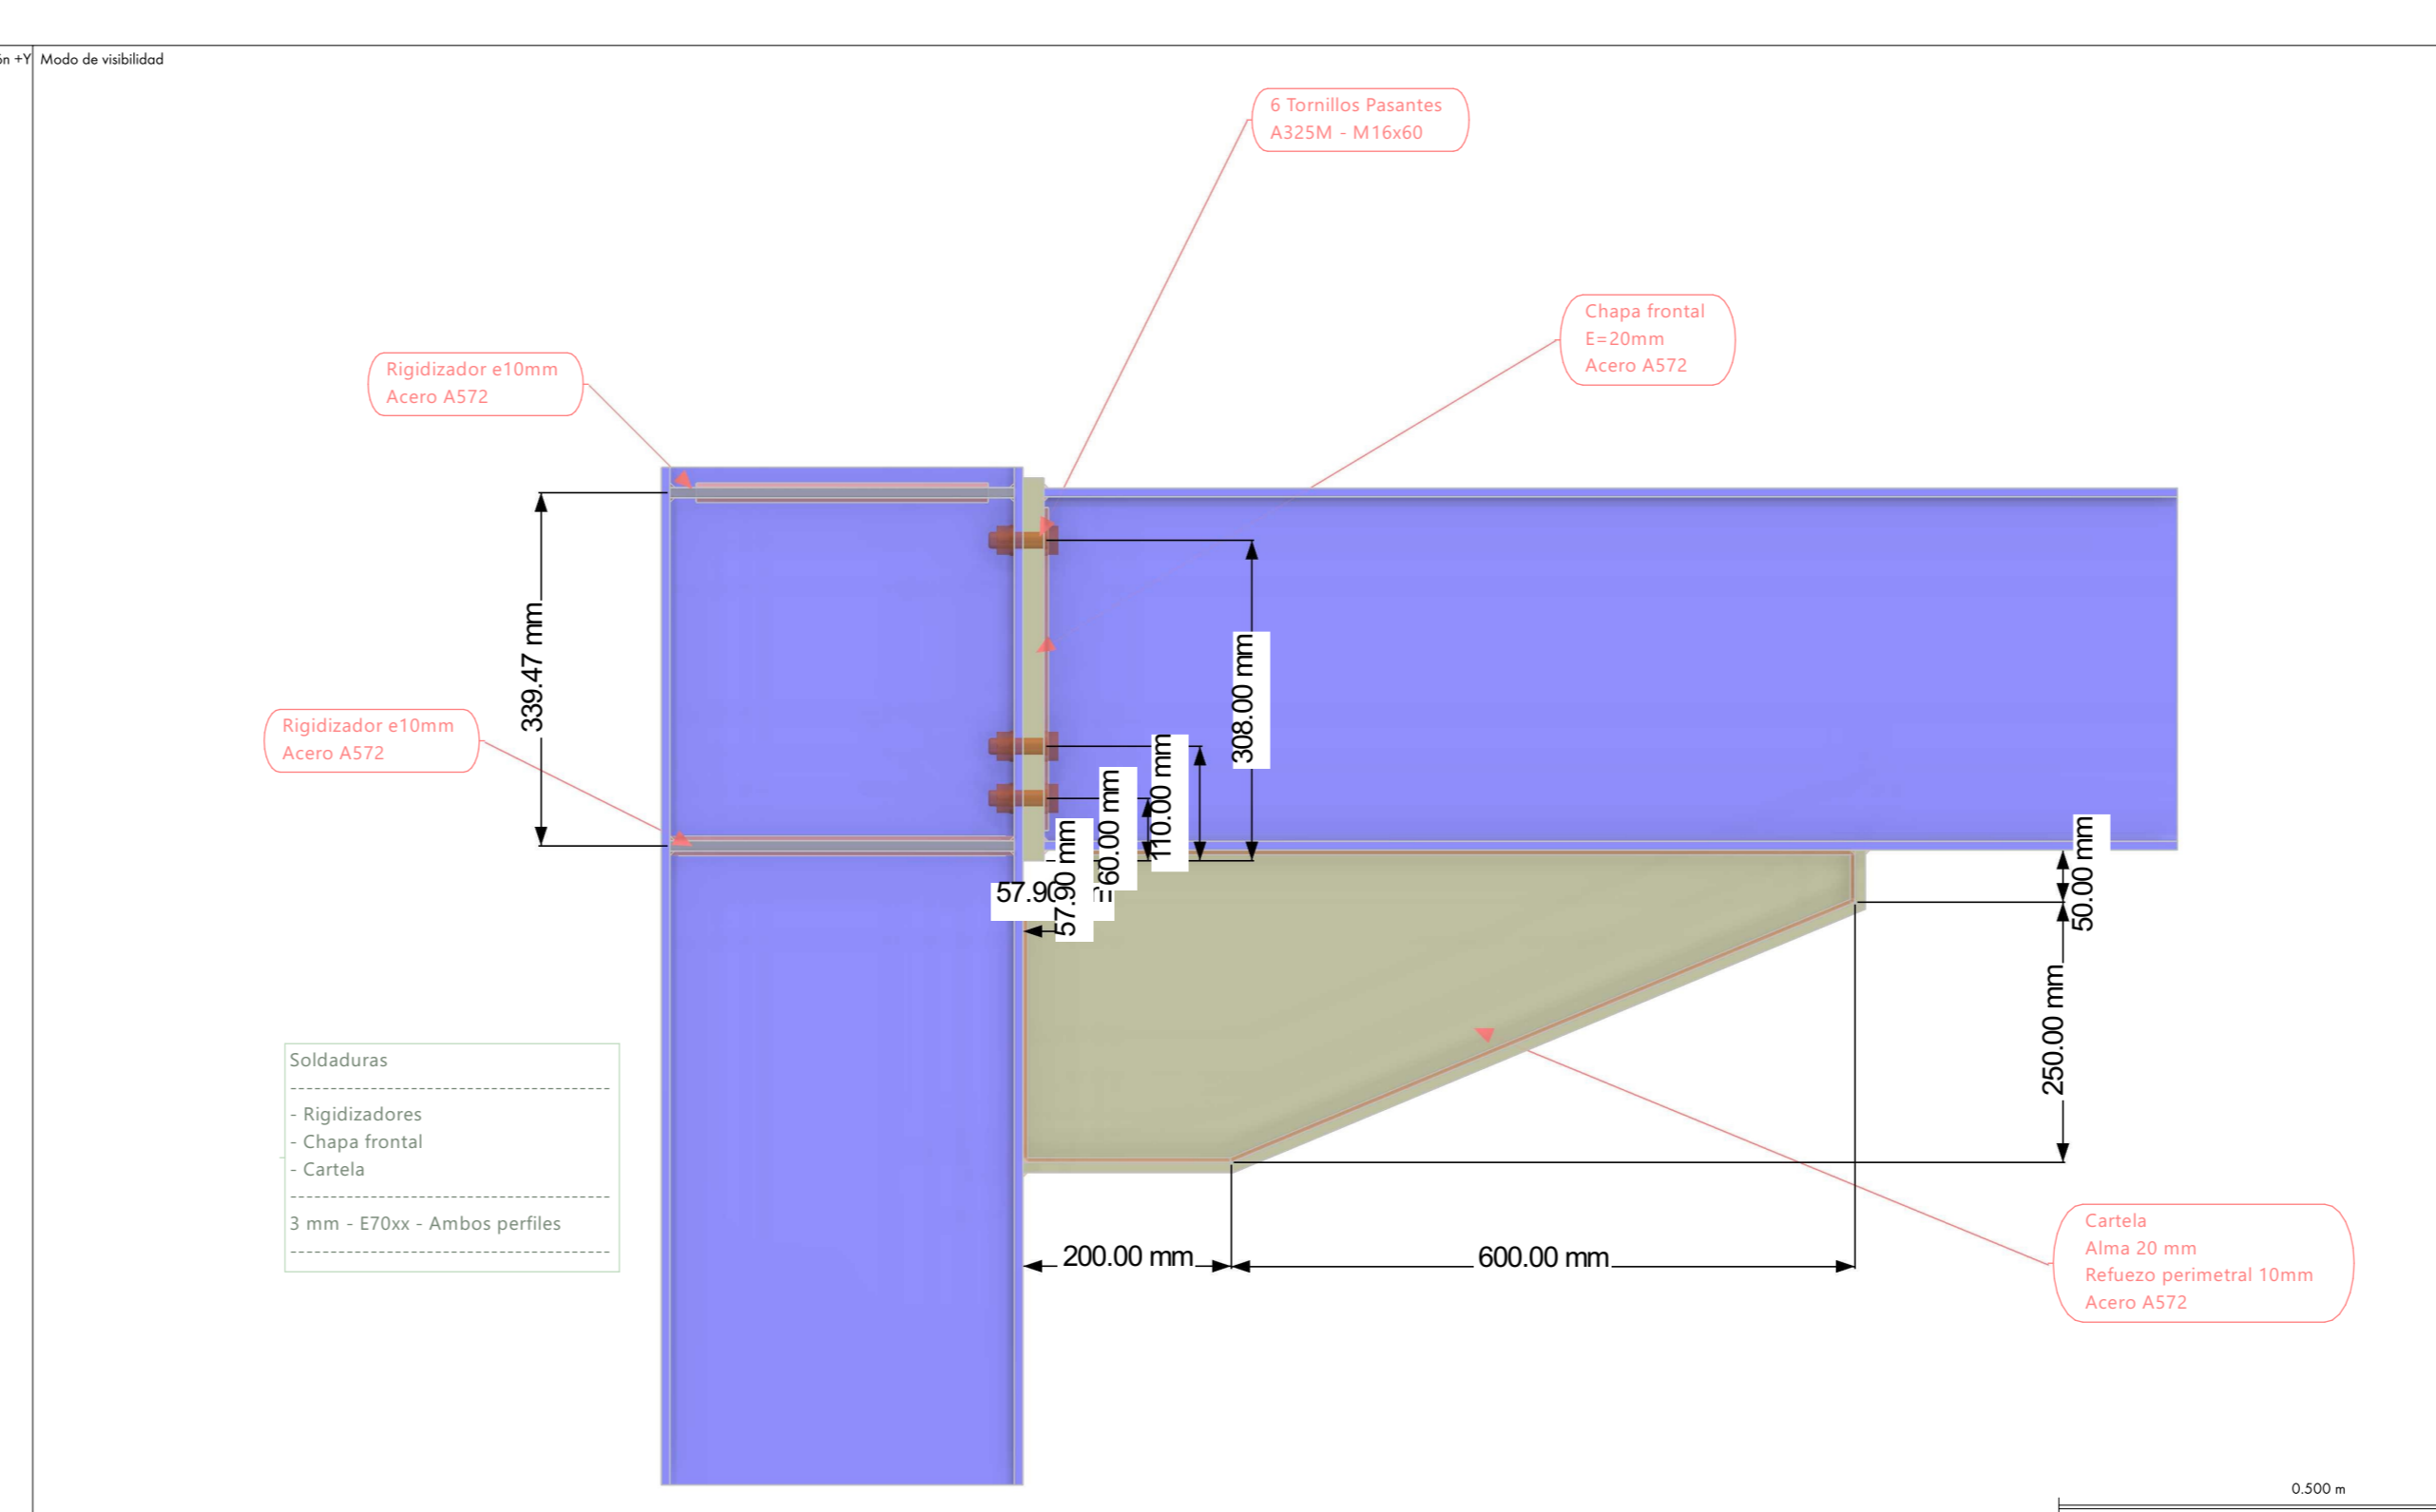 Modo de visibilidad
6 Tornillos Pasantes
A325M - M16x60
Chapa frontal
E=20mm
Acero A572
Rigidizador e10mm
Acero A572
339.47 mm
308.00 mm
Rigidizador e10mm
Acero A572
110.00 mm
60.00 mm
57.90 mm
50.00 mm
250.00 mm
Soldaduras
- Rigidizadores
- Chapa frontal
- Cartela
3 mm - E70xx - Ambos perfiles
200.00 mm
600.00 mm
Cartela
Alma 20 mm
Refuezo perimetral 10mm
Acero A572
0.500 m